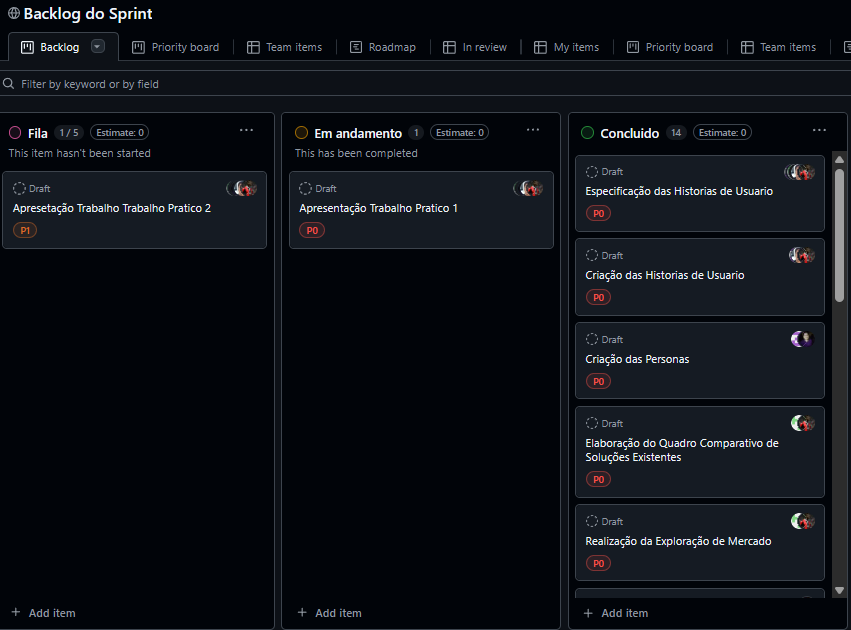 Backlog do Sprint
Backlog Priority board Team items Roadmap In review My items Priority board Team items
Filter by keyword or by field
Fila 1 / 5 Estimate: 0
This item hasn't been started
Draft
Apresetação Trabalho Trabalho Pratico 2
P1
Add item
Em andamento 1 Estimate: 0
This has been completed
Draft
Apresentação Trabalho Pratico 1
P0
Add item
Concluido 14 Estimate: 0
Draft
Especificação das Historias de Usuario
P0
Draft
Criação das Historias de Usuario
P0
Draft
Criação das Personas
P0
Draft
Elaboração do Quadro Comparativo de
Soluções Existentes
P0
Draft
Realização da Exploração de Mercado
P0
Add item